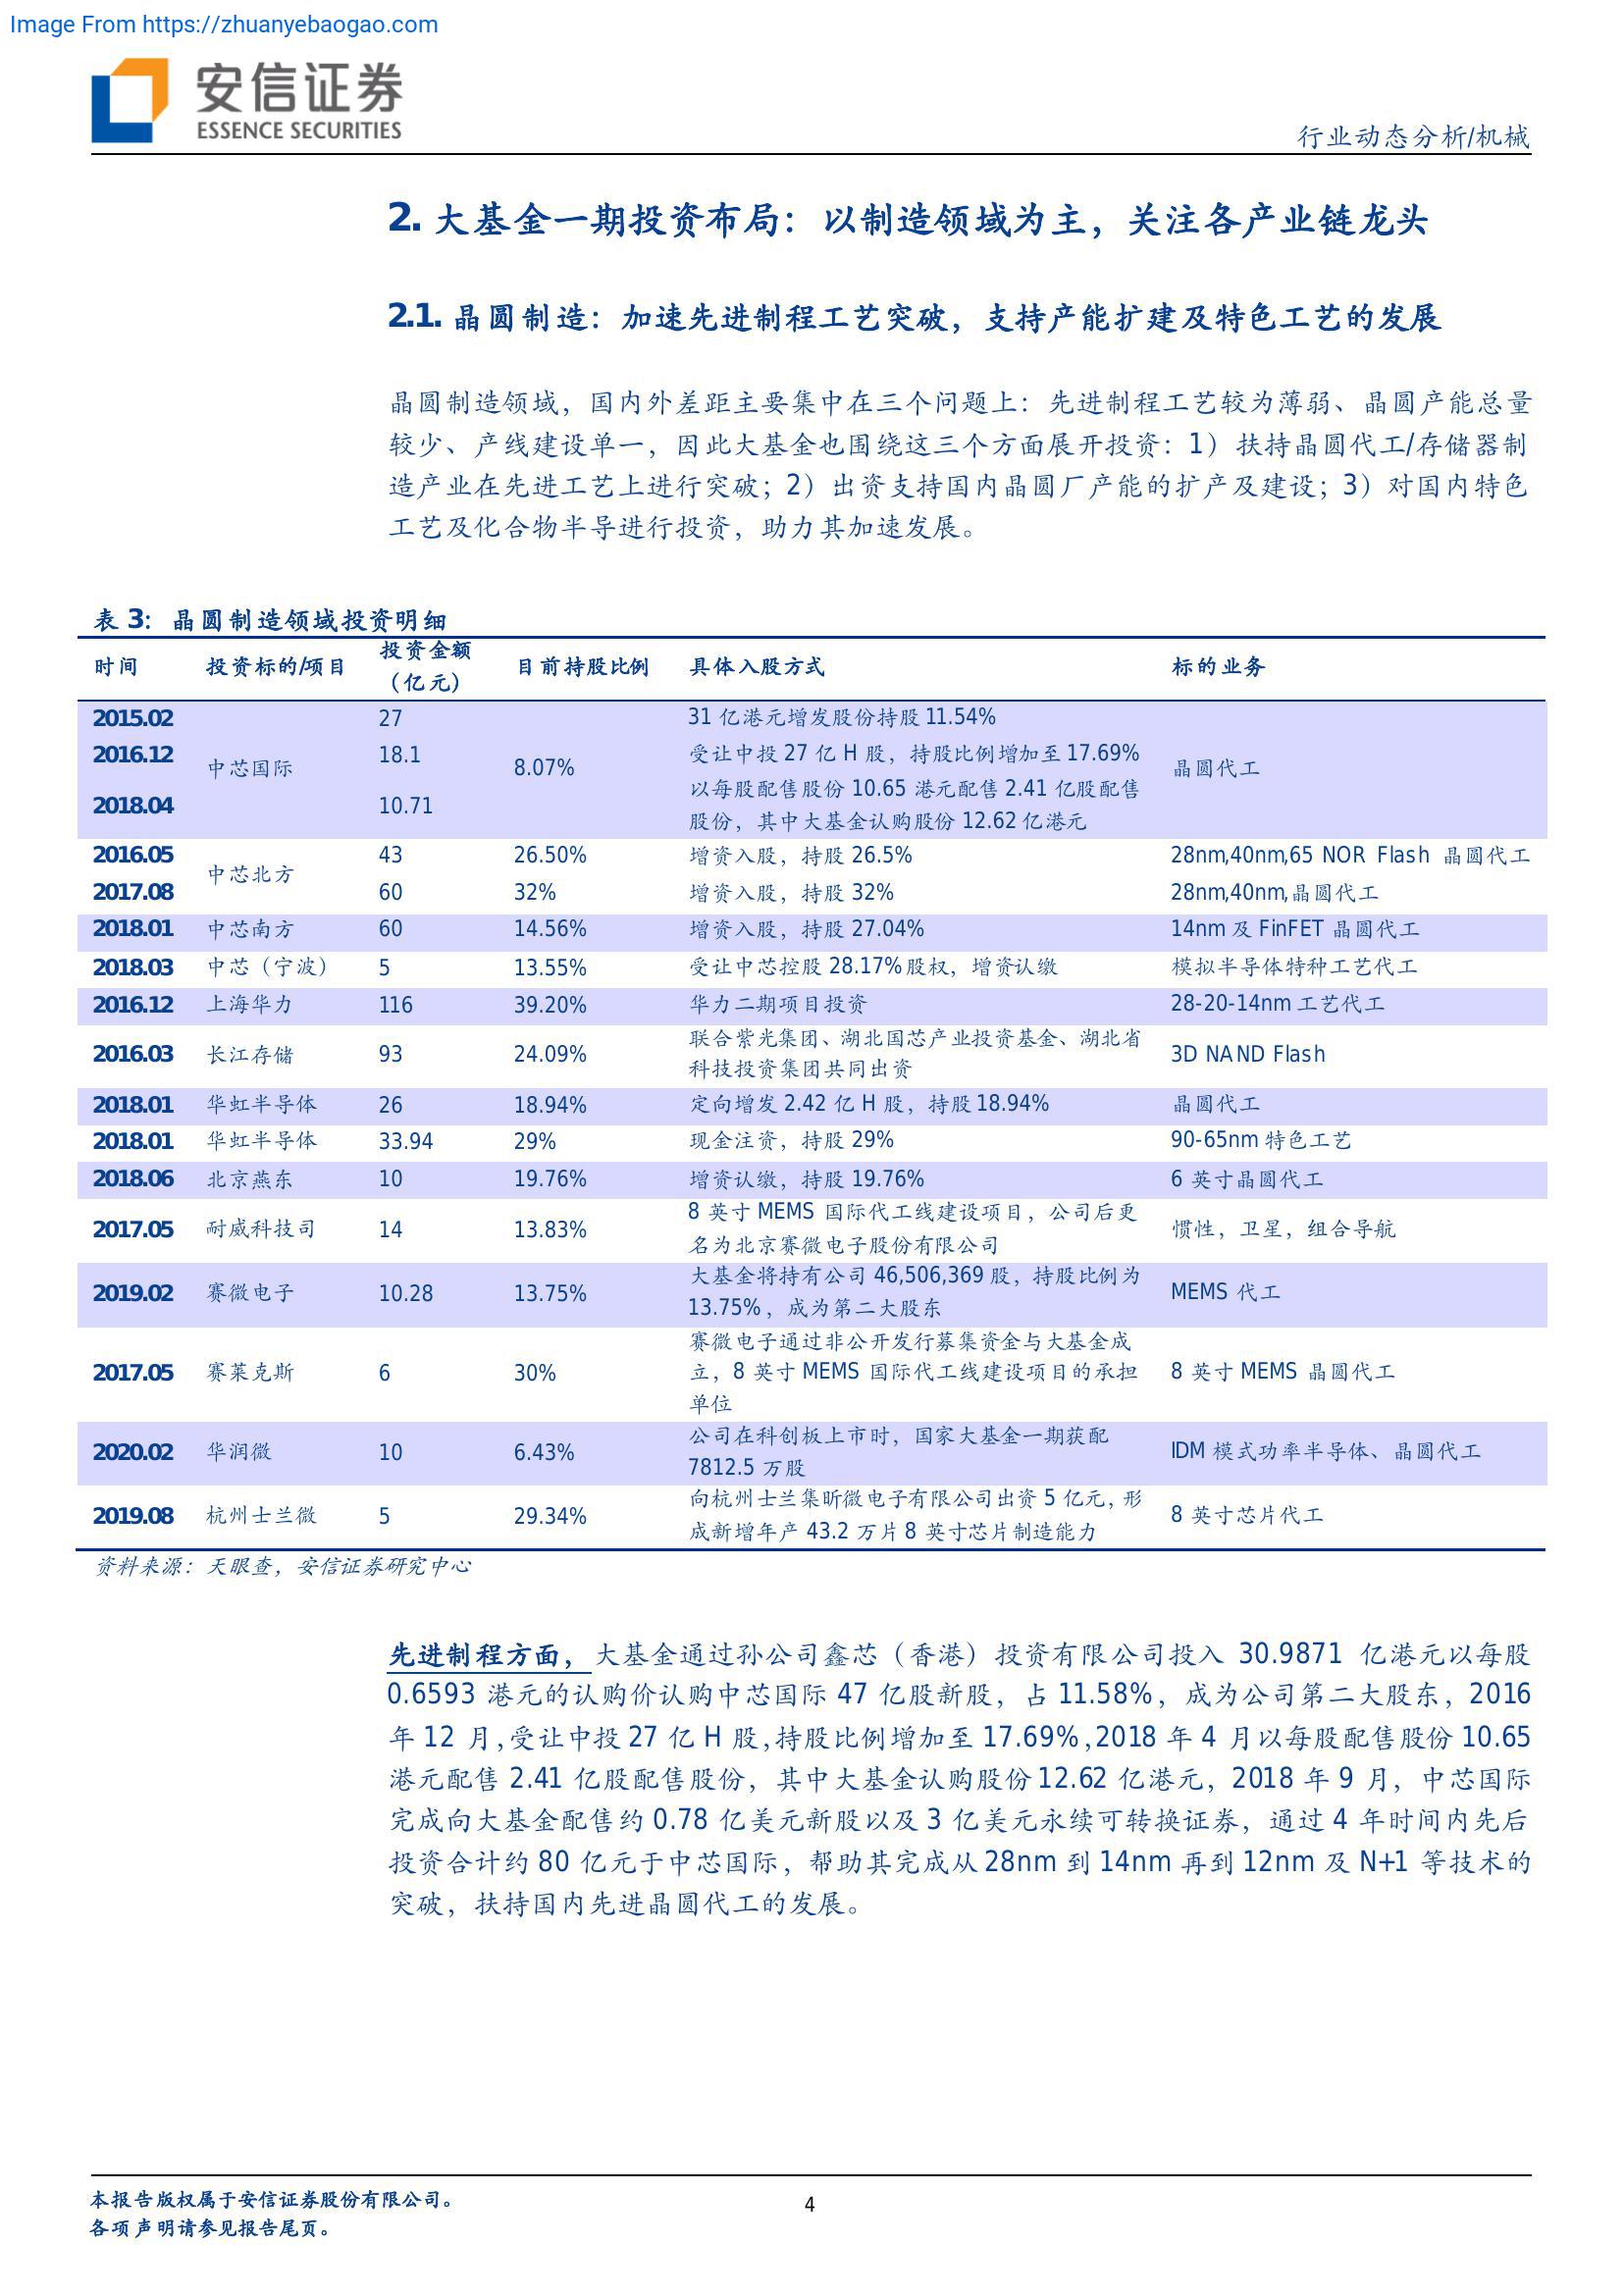 Image From https://zhuanyebaogao.com
安信证券
ESSENCE SECURITIES
行业动态分析/机械
2. 大基金一期投资布局：以制造领域为主，关注各产业链龙头
2.1. 晶圆制造：加速先进制程工艺突破，支持产能扩建及特色工艺的发展
晶圆制造领域，国内外差距主要集中在三个问题上：先进制程工艺较为薄弱、晶圆产能总量
较少、产线建设单一，因此大基金也围绕这三个方面展开投资：1）扶持晶圆代工/存储器制
造产业在先进工艺上进行突破；2）出资支持国内晶圆厂产能的扩产及建设；3）对国内特色
工艺及化合物半导进行投资，助力其加速发展。
表 3：晶圆制造领域投资明细
时间 投资标的/项目 投资金额（亿元） 目前持股比例 具体入股方式 标的业务
2015.02 27 31 亿港元增发股份持股 11.54%
2016.12 中芯国际 18.1 8.07% 受让中投 27 亿 H 股，持股比例增加至 17.69% 晶圆代工
2018.04 10.71 以每股配售股份 10.65 港元配售 2.41 亿股配售
股份，其中大基金认购股份 12.62 亿港元
2016.05 中芯北方 43 26.50% 增资入股，持股 26.5% 28nm,40nm,65 NOR Flash 晶圆代工
2017.08 60 32% 增资入股，持股 32% 28nm,40nm,晶圆代工
2018.01 中芯南方 60 14.56% 增资入股，持股 27.04% 14nm 及 FinFET 晶圆代工
2018.03 中芯（宁波） 5 13.55% 受让中芯控股 28.17%股权，增资认缴 模拟半导体特种工艺代工
2016.12 上海华力 116 39.20% 华力二期项目投资 28-20-14nm 工艺代工
2016.03 长江存储 93 24.09% 联合紫光集团、湖北国芯产业投资基金、湖北省 3D NAND Flash
科技投资集团共同出资
2018.01 华虹半导体 26 18.94% 定向增发 2.42 亿 H 股，持股 18.94% 晶圆代工
2018.01 华虹半导体 33.94 29% 现金注资，持股 29% 90-65nm 特色工艺
2018.06 北京燕东 10 19.76% 增资认缴，持股 19.76% 6 英寸晶圆代工
2017.05 耐威科技司 14 13.83% 8 英寸 MEMS 国际代工线建设项目，公司后更 惯性，卫星，组合导航
名为北京赛微电子股份有限公司
2019.02 赛微电子 10.28 13.75% 大基金将持有公司 46,506,369 股，持股比例为 MEMS 代工
13.75%，成为第二大股东
2017.05 赛莱克斯 6 30% 赛微电子通过非公开发行募集资金与大基金成 8 英寸 MEMS 晶圆代工
立，8 英寸 MEMS 国际代工线建设项目的承担
单位
2020.02 华润微 10 6.43% 公司在科创板上市时，国家大基金一期获配 IDM 模式功率半导体、晶圆代工
7812.5 万股
2019.08 杭州士兰微 5 29.34% 向杭州士兰集昕微电子有限公司出资 5 亿元，形 8 英寸芯片代工
成新增年产 43.2 万片 8 英寸芯片制造能力
资料来源：天眼查，安信证券研究中心
先进制程方面，大基金通过孙公司鑫芯（香港）投资有限公司投入 30.9871 亿港元以每股
0.6593 港元的认购价认购中芯国际 47 亿股新股，占 11.58%，成为公司第二大股东，2016
年 12 月,受让中投 27 亿 H 股,持股比例增加至 17.69%,2018 年 4 月以每股配售股份 10.65
港元配售 2.41 亿股配售股份，其中大基金认购股份 12.62 亿港元，2018 年 9 月，中芯国际
完成向大基金配售约 0.78 亿美元新股以及 3 亿美元永续可转换证券，通过 4 年时间内先后
投资合计约 80 亿元于中芯国际，帮助其完成从 28nm 到 14nm 再到 12nm 及 N+1 等技术的
突破，扶持国内先进晶圆代工的发展。
本报告版权属于安信证券股份有限公司。
各项声明请参见报告尾页。
4